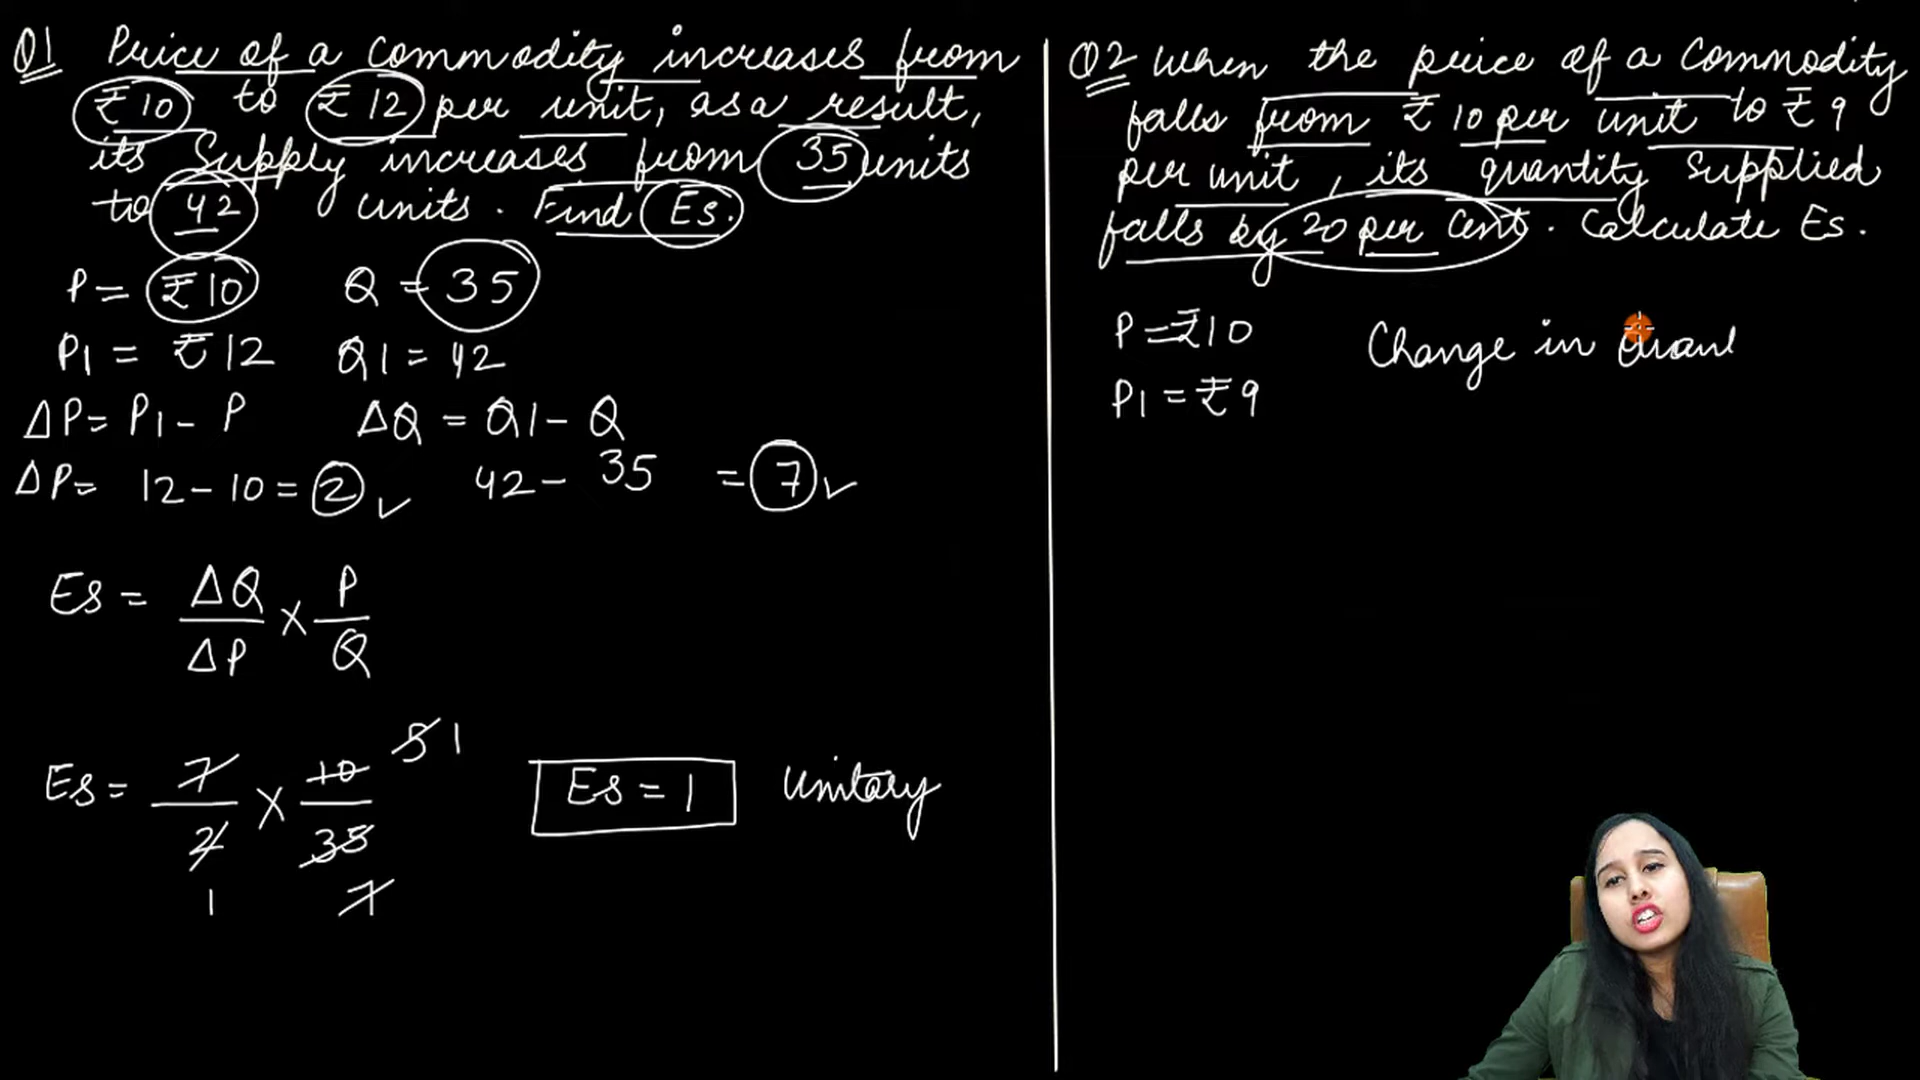 Q1 Price of a commodity increases from
₹10 to ₹12 per unit, as a result,
its supply increases from 35 units
to 42 units. Find Es.
P = ₹10 Q = 35
P1 = ₹12 Q1 = 42
ΔP = P1 - P ΔQ = Q1 - Q
ΔP = 12 - 10 = 2 ✓ 42 - 35 = 7 ✓
Es = ΔQ/ΔP X P/Q
Es = 7/2 X 10/35 5 1
1 7
Es = 1 Unitary
Q2 When the price of a Commodity
falls from ₹10 per unit to ₹9
per unit, its quantity supplied
falls by 20 per cent. Calculate Es.
P = ₹10 Change in
P1 = ₹9